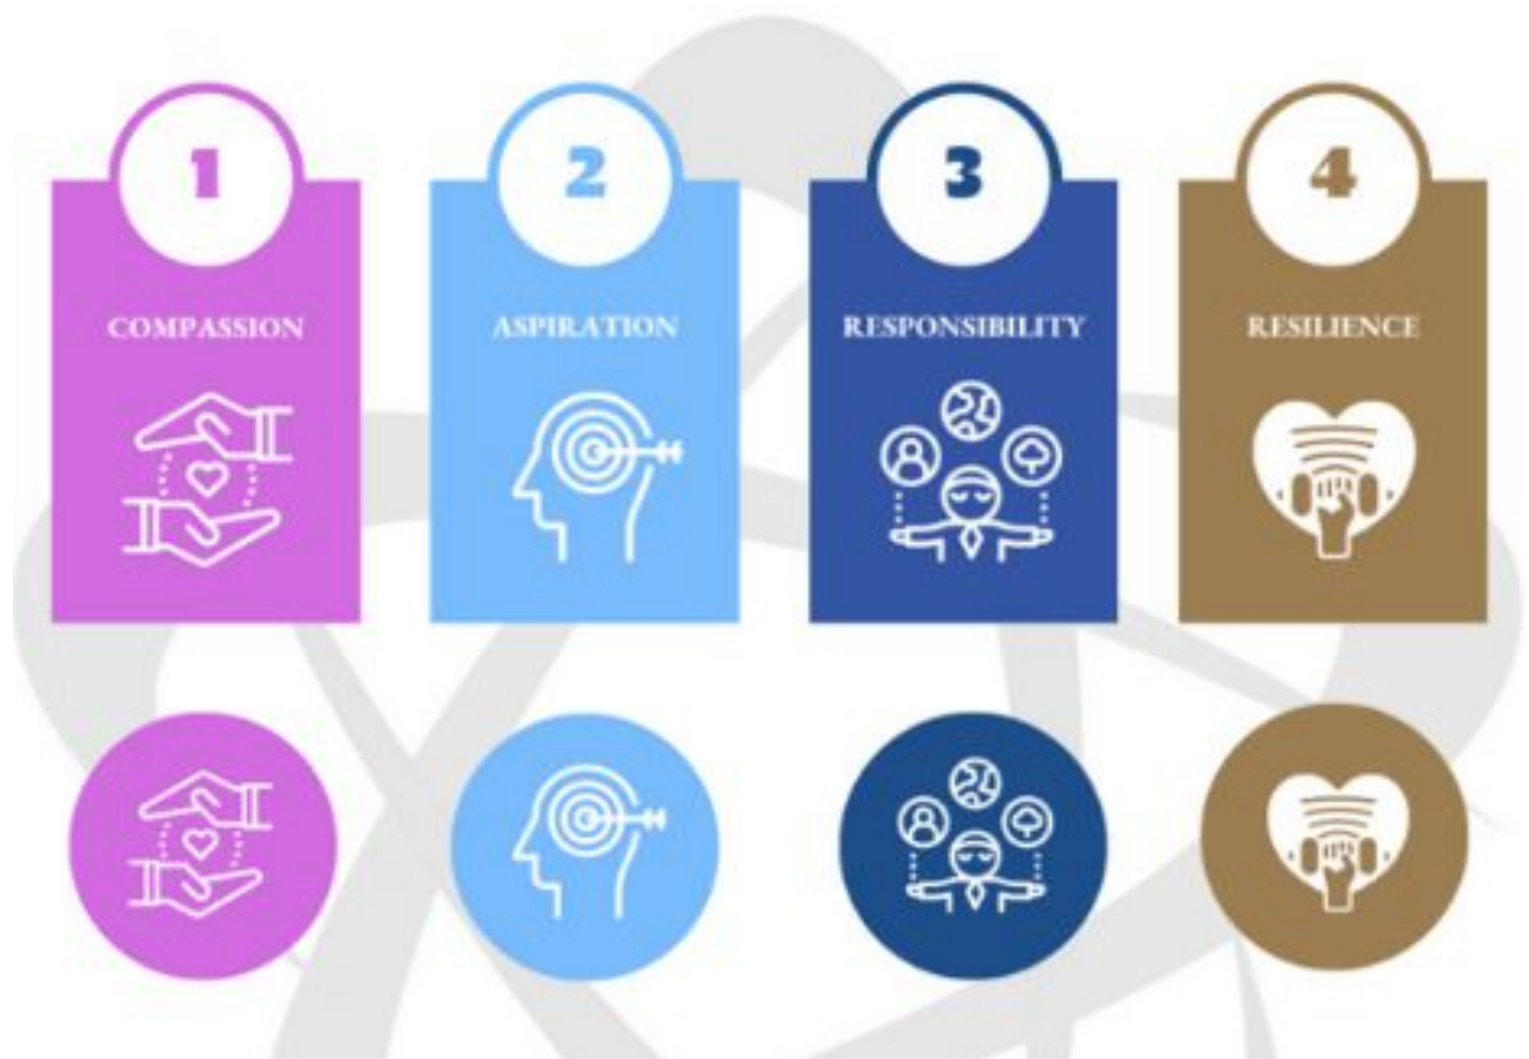 1
2
3
4
COMPASSION
ASPIRATION
RESPONSIBILITY
RESILIENCE